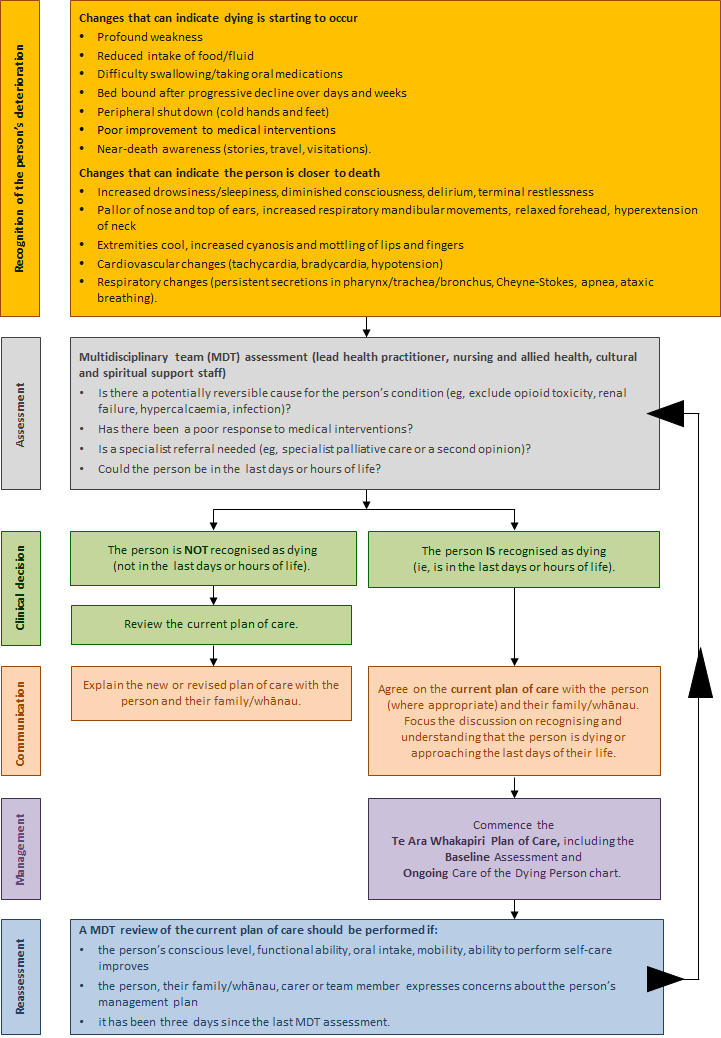 Recognition of the person's deterioration
Changes that can indicate dying is starting to occur
• Profound weakness
• Reduced intake of food/fluid
• Difficulty swallowing/taking oral medications
• Bed bound after progressive decline over days and weeks
• Peripheral shut down (cold hands and feet)
• Poor improvement to medical interventions
• Near-death awareness (stories, travel, visitations).
Changes that can indicate the person is closer to death
• Increased drowsiness/sleepiness, diminished consciousness, delirium, terminal restlessness
• Pallor of nose and top of ears, increased respiratory mandibular movements, relaxed forehead, hyperextension
of neck
• Extremities cool, increased cyanosis and mottling of lips and fingers
• Cardiovascular changes (tachycardia, bradycardia, hypotension)
• Respiratory changes (persistent secretions in pharynx/trachea/bronchus, Cheyne-Stokes, apnea, ataxic
breathing).
Assessment
Multidisciplinary team (MDT) assessment (lead health practitioner, nursing and allied health, cultural
and spiritual support staff)
• Is there a potentially reversible cause for the person's condition (eg, exclude opioid toxicity, renal
failure, hypercalcaemia, infection)?
• Has there been a poor response to medical interventions?
• Is a specialist referral needed (eg, specialist palliative care or a second opinion)?
• Could the person be in the last days or hours of life?
Clinical decision
The person is NOT recognised as dying
(not in the last days or hours of life).
Review the current plan of care.
The person IS recognised as dying
(ie, is in the last days or hours of life).
Communication
Explain the new or revised plan of care with the
person and their family/whānau.
Agree on the current plan of care with the person
(where appropriate) and their family/whānau.
Focus the discussion on recognising and
understanding that the person is dying or
approaching the last days of their life.
Management
Commence the
Te Ara Whakapiri Plan of Care, including the
Baseline Assessment and
Ongoing Care of the Dying Person chart.
Reassessment
A MDT review of the current plan of care should be performed if:
• the person's conscious level, functional ability, oral intake, mobility, ability to perform self-care
improves
• the person, their family/whānau, carer or team member expresses concerns about the person's
management plan
• it has been three days since the last MDT assessment.